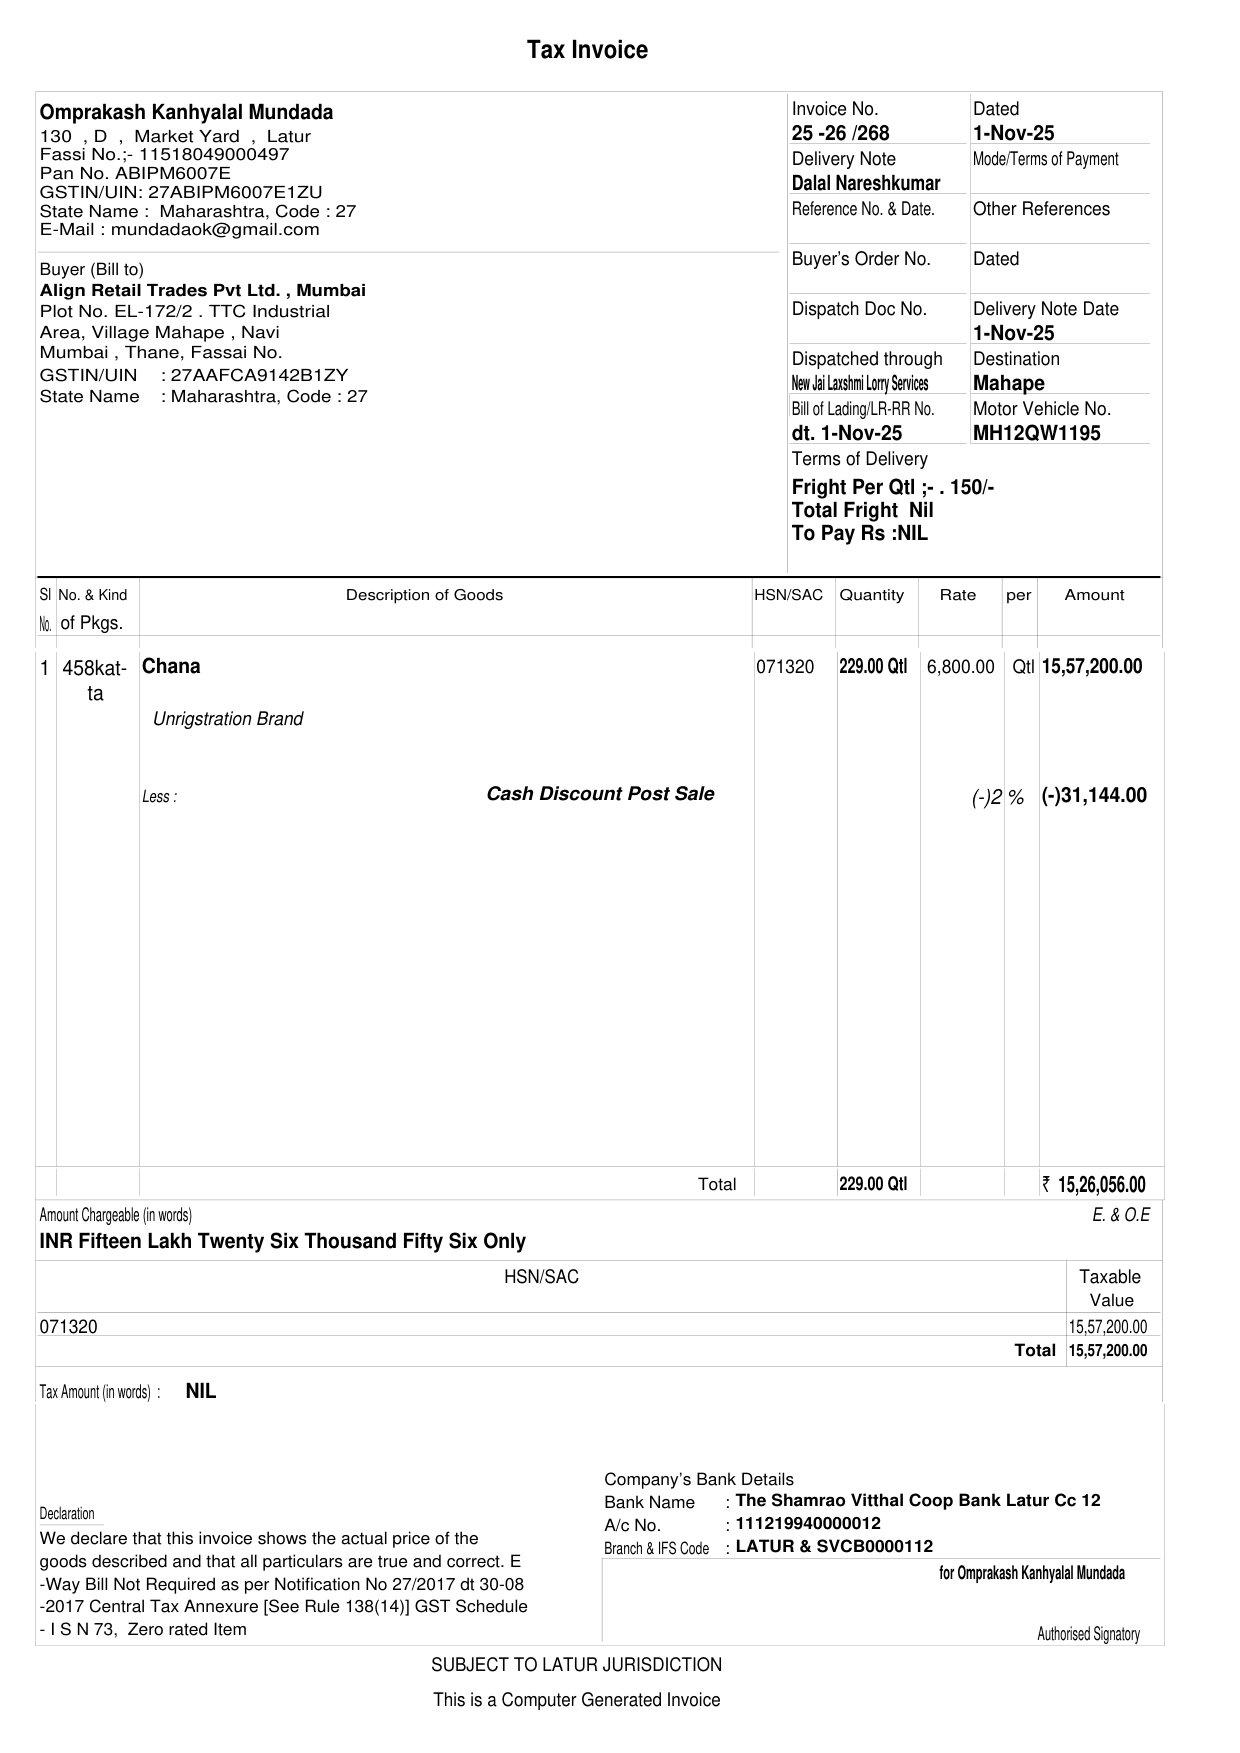 Tax Invoice
Omprakash Kanhyalal Mundada
130 , D , Market Yard , Latur
Fassi No.;- 11518049000497
Pan No. ABIPM6007E
GSTIN/UIN: 27ABIPM6007E1ZU
State Name : Maharashtra, Code : 27
E-Mail : mundadaok@gmail.com
Buyer (Bill to)
Align Retail Trades Pvt Ltd. , Mumbai
Plot No. EL-172/2 . TTC Industrial
Area, Village Mahape , Navi
Mumbai , Thane, Fassai No.
GSTIN/UIN : 27AAFCA9142B1ZY
State Name : Maharashtra, Code : 27
Invoice No. Dated
25 -26 /268 1-Nov-25
Delivery Note Mode/Terms of Payment
Dalal Nareshkumar
Reference No. & Date. Other References
Buyer's Order No. Dated
Dispatch Doc No. Delivery Note Date
1-Nov-25
Dispatched through Destination
New Jai Laxshmi Lorry Services Mahape
Bill of Lading/LR-RR No. Motor Vehicle No.
dt. 1-Nov-25 MH12QW1195
Terms of Delivery
Fright Per Qtl ;- . 150/-
Total Fright Nil
To Pay Rs :NIL
Sl No. & Kind Description of Goods HSN/SAC Quantity Rate per Amount
No. of Pkgs.
1 458kat- Chana 071320 229.00 Qtl 6,800.00 Qtl 15,57,200.00
ta
Unrigstration Brand
Less : Cash Discount Post Sale (-)2 % (-)31,144.00
Total 229.00 Qtl ₹ 15,26,056.00
Amount Chargeable (in words) E. & O.E
INR Fifteen Lakh Twenty Six Thousand Fifty Six Only
HSN/SAC Taxable
Value
071320 15,57,200.00
Total 15,57,200.00
Tax Amount (in words) : NIL
Company's Bank Details
Bank Name : The Shamrao Vitthal Coop Bank Latur Cc 12
A/c No. : 111219940000012
Branch & IFS Code : LATUR & SVCB0000112
Declaration
We declare that this invoice shows the actual price of the
goods described and that all particulars are true and correct. E
-Way Bill Not Required as per Notification No 27/2017 dt 30-08
-2017 Central Tax Annexure [See Rule 138(14)] GST Schedule
- I S N 73, Zero rated Item
for Omprakash Kanhyalal Mundada
Authorised Signatory
SUBJECT TO LATUR JURISDICTION
This is a Computer Generated Invoice